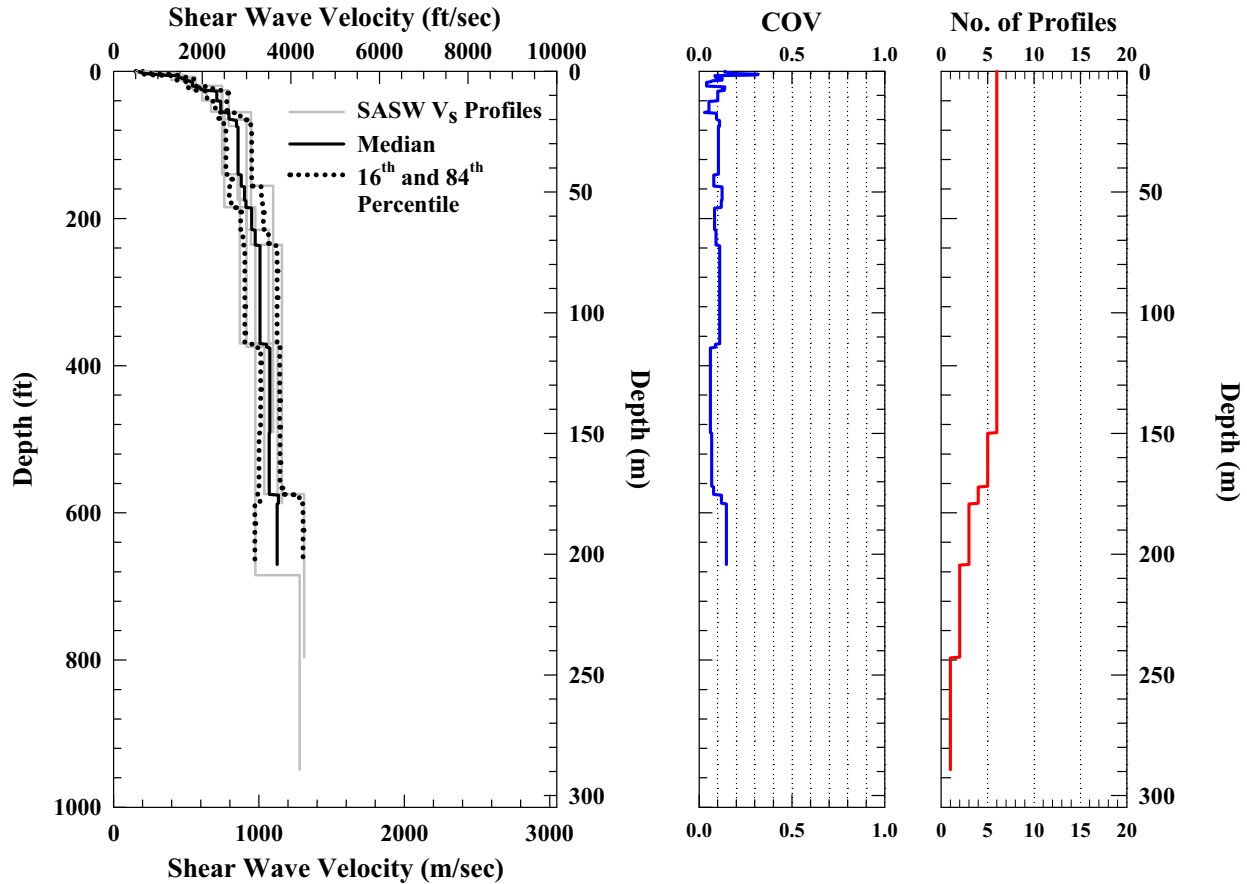 Shear Wave Velocity (ft/sec)
0 2000 4000 6000 8000 10000
COV
0.0 0.5 1.0
No. of Profiles
0 5 10 15 20
Depth (ft)
0
200
400
600
800
1000
SASW Vs Profiles
Median
16th and 84th
Percentile
0
50
100
150
200
250
300
Depth (m)
0
50
100
150
200
250
300
Depth (m)
0 1000 2000 3000
Shear Wave Velocity (m/sec)
0.0 0.5 1.0
0 5 10 15 20